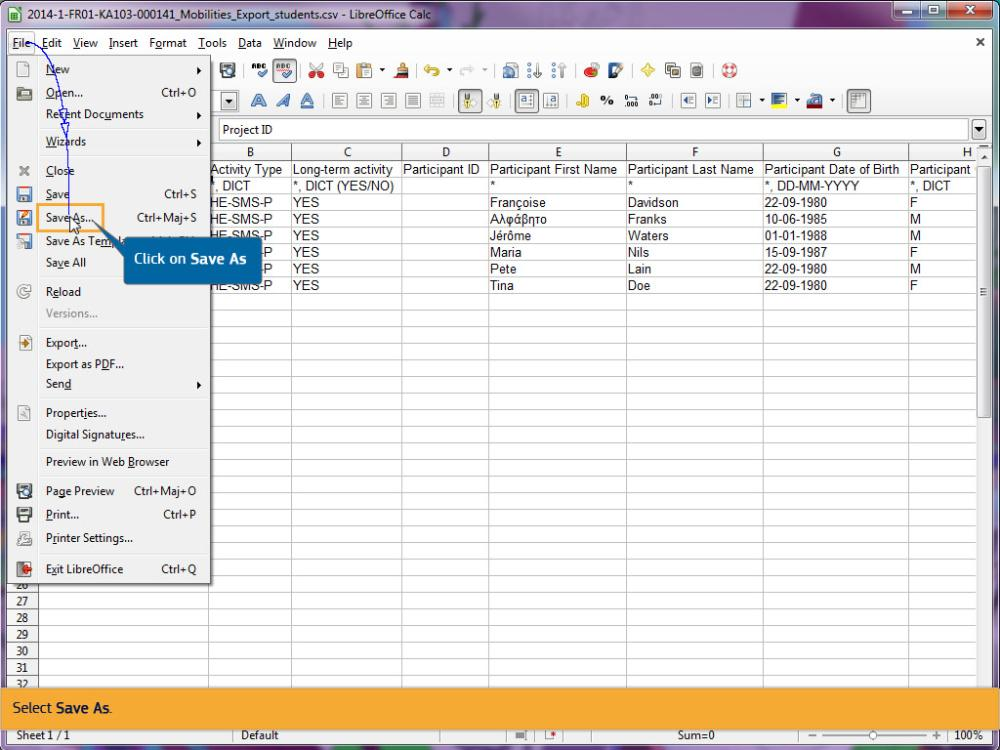 2014-1-FR01-KA103-000141_Mobilities_Export_students.csv - LibreOffice Calc
File Edit View Insert Format Tools Data Window Help
New
Open... Ctrl+O
Recent Documents
Wizards
Close
Save Ctrl+S
Save As... Ctrl+Maj+S
Save As Templa
Save All
Reload
Versions...
Export...
Export as PDF...
Send
Properties...
Digital Signatures...
Preview in Web Browser
Page Preview Ctrl+Maj+O
Print... Ctrl+P
Printer Settings...
Exit LibreOffice Ctrl+Q
Click on Save As
Project ID
B C D E F G H
Activity Type Long-term activity Participant ID Participant First Name Participant Last Name Participant Date of Birth Participant
*, DICT *, DICT (YES/NO) * * *, DD-MM-YYYY *, DICT
HE-SMS-P YES Françoise Davidson 22-09-1980 F
HE-SMS-P YES Αλφάβητο Franks 10-06-1985 M
HE-SMS-P YES Jérôme Waters 01-01-1988 M
HE-SMS-P YES Maria Nils 15-09-1987 F
HE-SMS-P YES Pete Lain 22-09-1980 M
HE-SMS-P YES Tina Doe 22-09-1980 F
26
27
28
29
30
31
32
Select Save As.
Sheet 1 / 1 Default Sum=0 100%